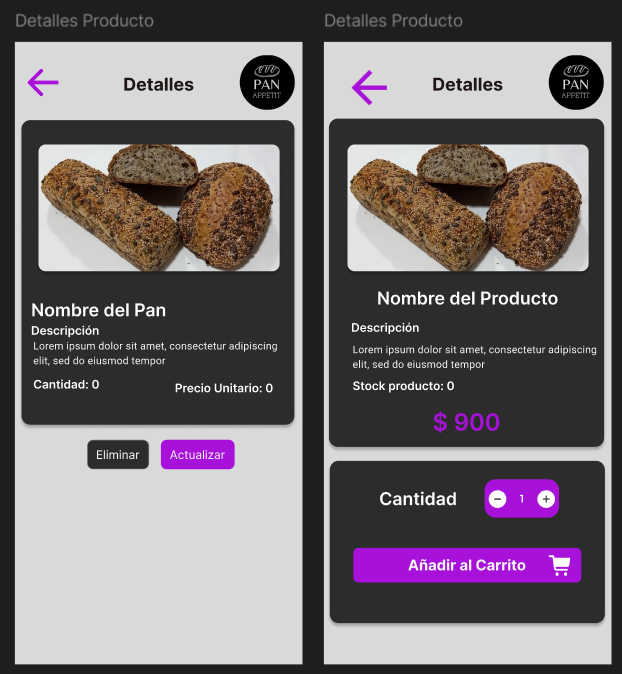 Detalles Producto
Detalles
PAN
APPETIT
Nombre del Pan
Descripción
Lorem ipsum dolor sit amet, consectetur adipiscing
elit, sed do eiusmod tempor
Cantidad: 0
Precio Unitario: 0
Eliminar
Actualizar
Detalles Producto
Detalles
PAN
APPETIT
Nombre del Producto
Descripción
Lorem ipsum dolor sit amet, consectetur adipiscing
elit, sed do eiusmod tempor
Stock producto: 0
$ 900
Cantidad
− 1 +
Añadir al Carrito